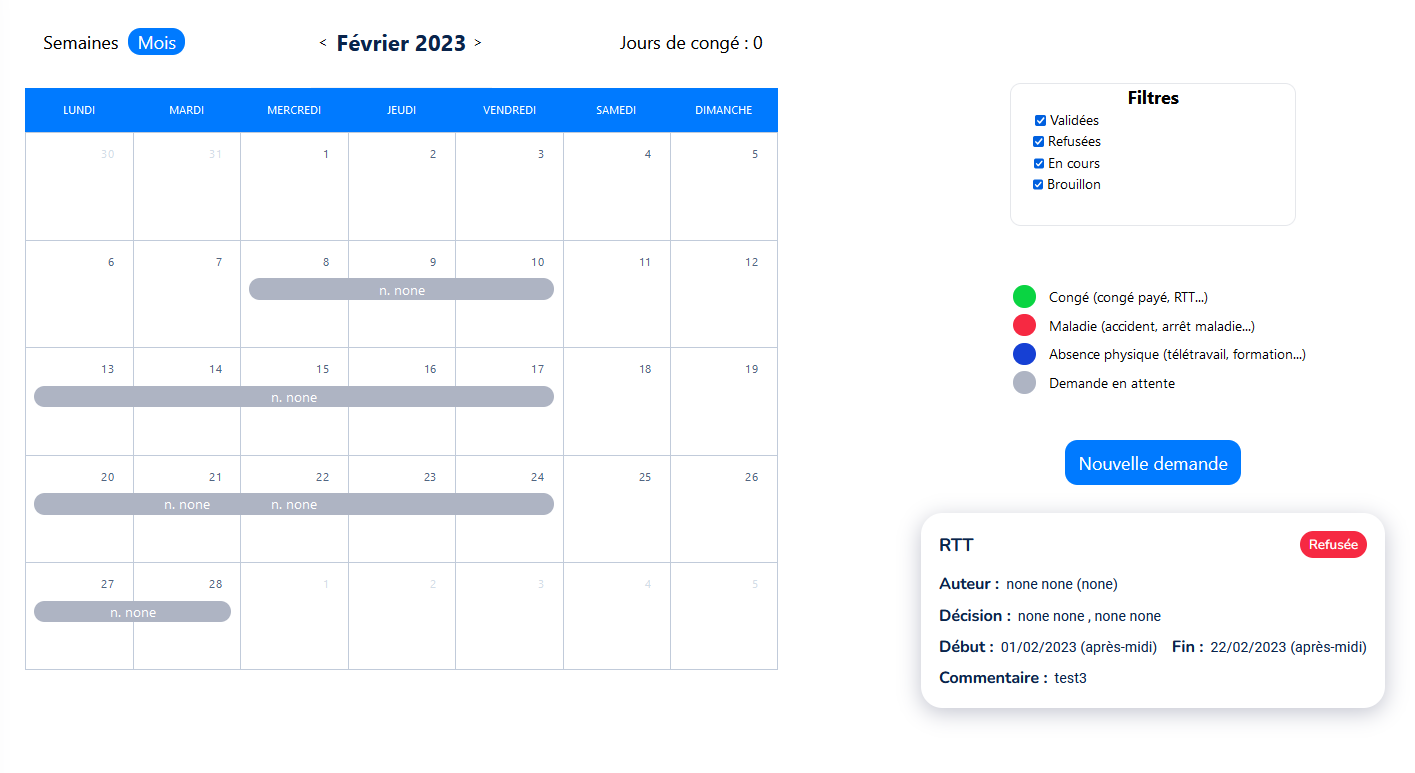 Semaines Mois < Février 2023 > Jours de congé : 0
LUNDI MARDI MERCREDI JEUDI VENDREDI SAMEDI DIMANCHE
30 31 1 2 3 4 5
6 7 8 9 10 11 12
n. none
13 14 15 16 17 18 19
n. none
20 21 22 23 24 25 26
n. none n. none
27 28 1 2 3 4 5
n. none
Filtres
Validées
Refusées
En cours
Brouillon
Congé (congé payé, RTT...)
Maladie (accident, arrêt maladie...)
Absence physique (télétravail, formation...)
Demande en attente
Nouvelle demande
RTT Refusée
Auteur : none none (none)
Décision : none none , none none
Début : 01/02/2023 (après-midi) Fin : 22/02/2023 (après-midi)
Commentaire : test3